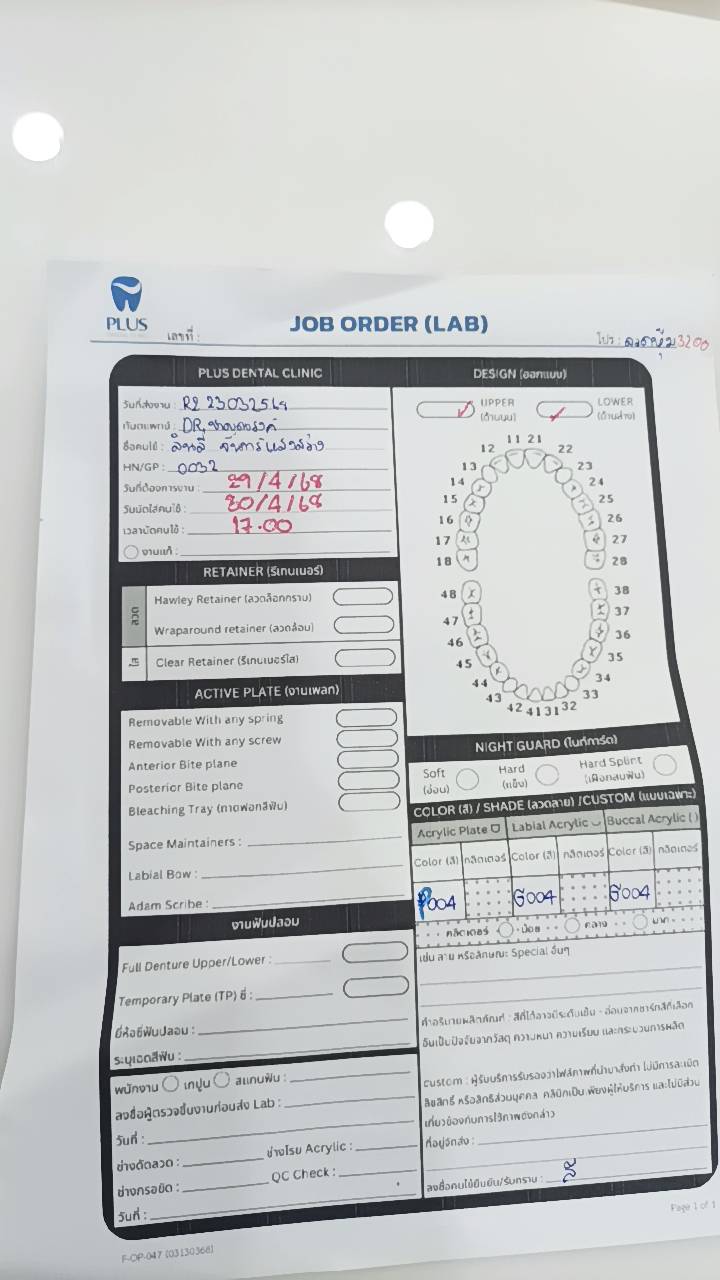 PLUS
เลขที่ :
JOB ORDER (LAB)
โปร : 3200
PLUS DENTAL CLINIC
วันที่ส่งงาน : R2 23032569
ทันตแพทย์ : DR.
ชื่อคนไข้ :
HN/GP : 0032
วันที่ต้องการงาน : 29/4/68
วันนัดใส่คนไข้ : 30/4/68
เวลานัดคนไข้ : 17.00
งานแก้ :
DESIGN (ออกแบบ)
UPPER (ด้านบน)
LOWER (ด้านล่าง)
11 21
12 22
13 23
14 24
15 25
16 26
17 27
18 28
48 38
47 37
46 36
45 35
44 34
43 33
42 41 31 32
RETAINER (รีเทนเนอร์)
ลวด
Hawley Retainer (ลวดล็อกกราม)
Wraparound retainer (ลวดล้อม)
ใส
Clear Retainer (รีเทนเนอร์ใส)
ACTIVE PLATE (งานเพลท)
Removable With any spring
Removable With any screw
Anterior Bite plane
Posterior Bite plane
Bleaching Tray (ถาดฟอกสีฟัน)
Space Maintainers :
Labial Bow :
Adam Scribe :
NIGHT GUARD (ไนท์การ์ด)
Soft (อ่อน)
Hard (แข็ง)
Hard Splint (เฝือกสบฟัน)
COLOR (สี) / SHADE (ลวดลาย) /CUSTOM (แบบเฉพาะ)
Acrylic Plate Labial Acrylic Buccal Acrylic ( )
Color (สี) กลิตเตอร์ Color (สี) กลิตเตอร์ Color (สี) กลิตเตอร์
P004 G004 G004
กลิตเตอร์ น้อย กลาง มาก
เช่น ลาย หรือลักษณะ Special อื่นๆ
คำอธิบายผลิตภัณฑ์ : สีที่ได้อาจมีระดับเข้ม - อ่อนจากชาร์ทสีที่เลือก
อันเป็นปัจจัยจากวัสดุ ความหนา ความเรียบ และกระบวนการผลิต
custom : ผู้รับบริการรับรองว่าไฟล์ภาพที่นำมาสั่งทำ ไม่มีการละเมิด
ลิขสิทธิ์ หรือสิทธิส่วนบุคคล คลินิกเป็น เพียงผู้ให้บริการ และไม่มีส่วน
เกี่ยวข้องกับการใช้ภาพดังกล่าว
ที่อยู่จัดส่ง :
ลงชื่อคนไข้ยืนยัน/รับทราบ :
งานฟันปลอม
Full Denture Upper/Lower :
Temporary Plate (TP) ซี่ :
ยี่ห้อซี่ฟันปลอม :
ระบุเฉดสีฟัน :
พนักงาน เทปูน สแกนฟัน :
ลงชื่อผู้ตรวจชิ้นงานก่อนส่ง Lab :
วันที่ :
ช่างดัดลวด : ช่างโรย Acrylic :
ช่างกรอขัด : QC Check :
วันที่ :
F-OP-047 (03130368)
Page 1 of 1